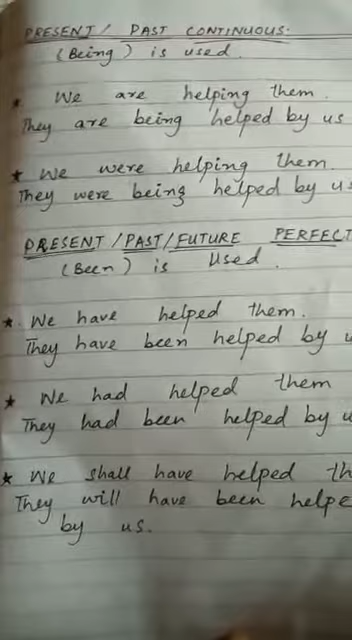 PRESENT / PAST CONTINUOUS.
(Being) is used.
* We are helping them.
They are being helped by us
* We were helping them.
They were being helped by us
PRESENT / PAST / FUTURE PERFECT
(Been) is used.
* We have helped them.
They have been helped by
* We had helped them
They had been helped by
* We shall have helped
They will have been
by us.